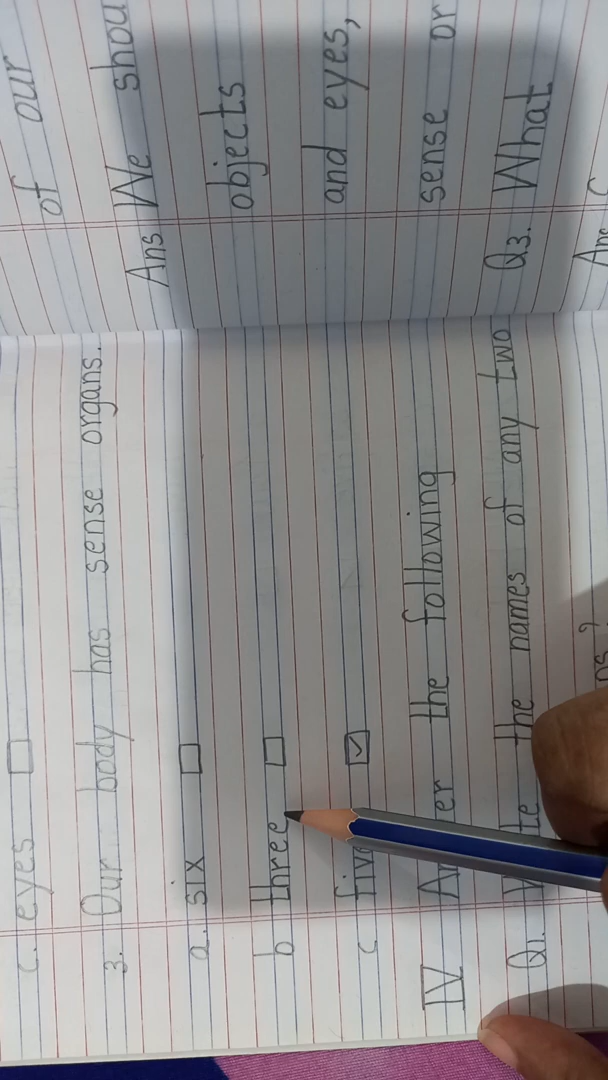 c. eyes
3. Our body has sense organs.
a. six
b three
c five
IV Answer the following
Q1. Write the names of any two
of our
Ans We shou
objects
and eyes,
sense or
Q3. What
Ans